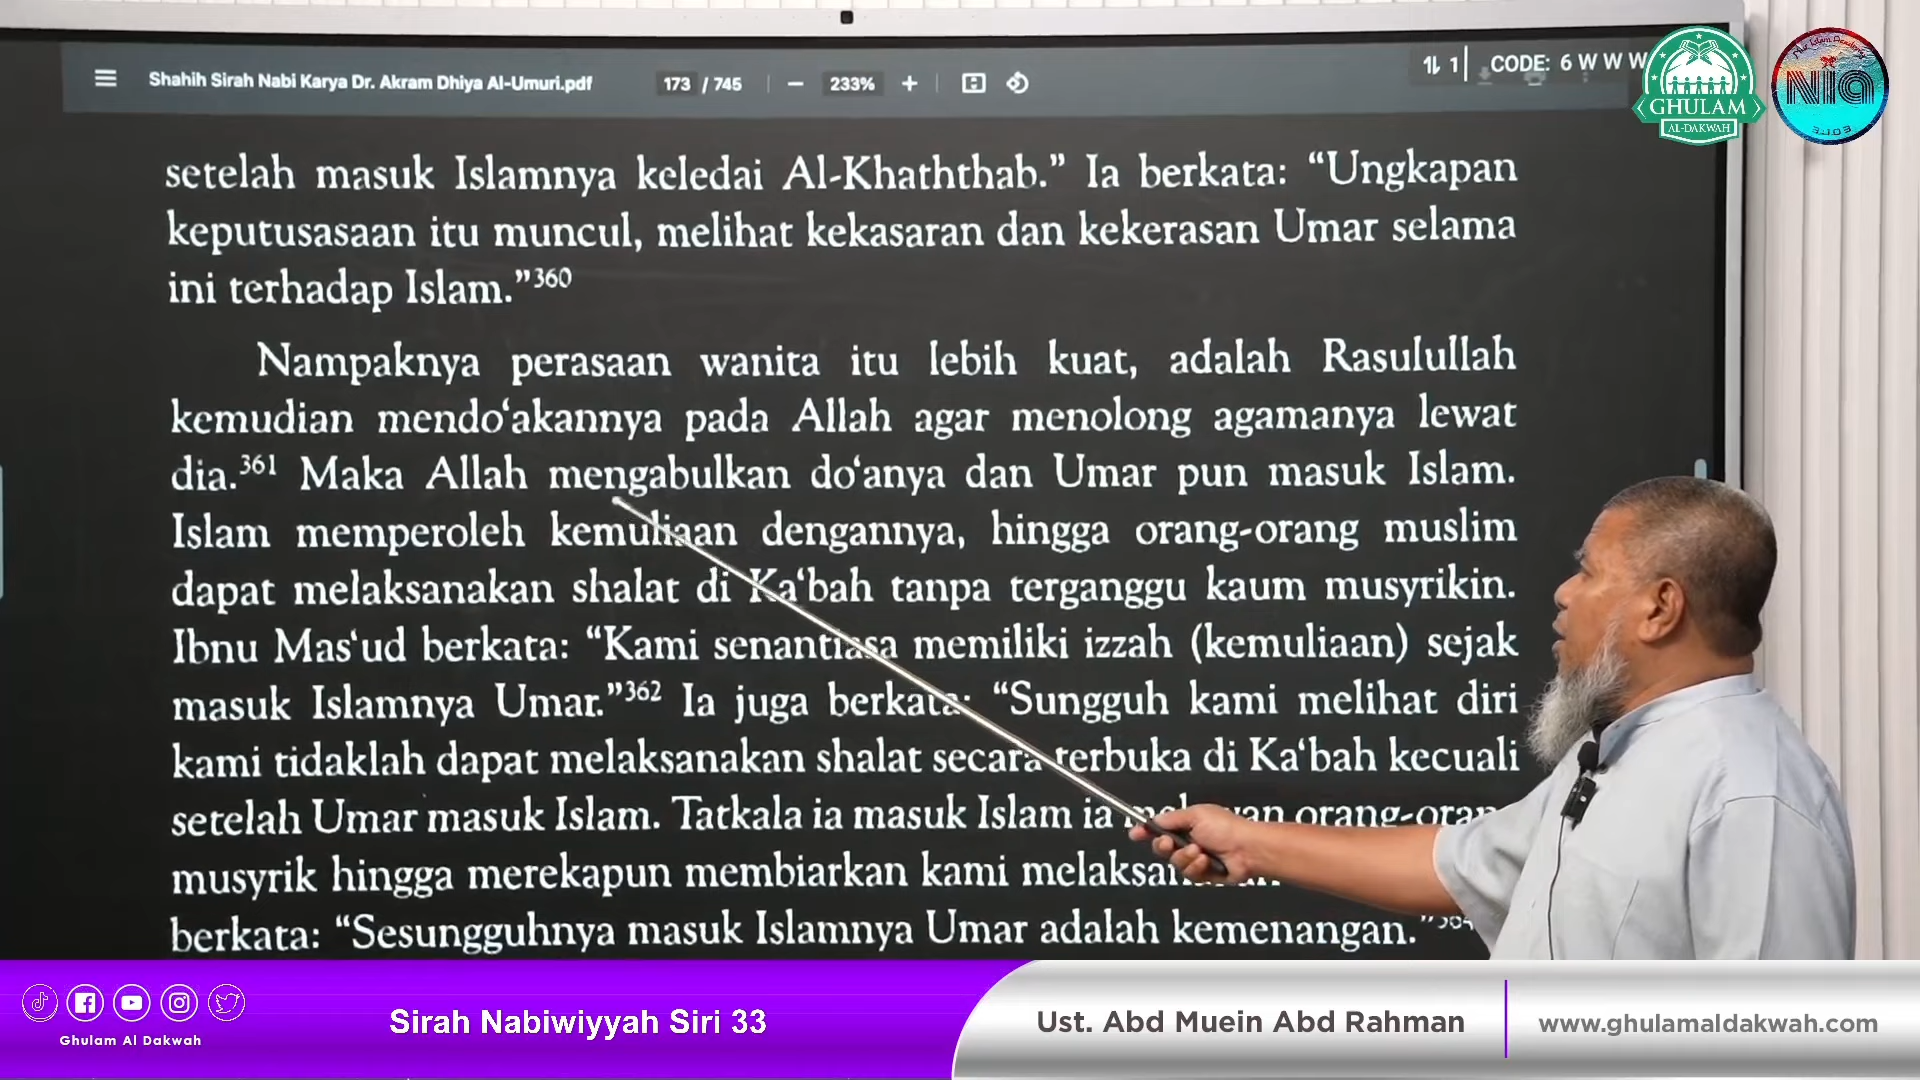 Shahih Sirah Nabi Karya Dr. Akram Dhiya Al-Umuri.pdf
173 / 745
233%
1
CODE: 6 W W W
GHULAM
AL-DAKWAH
Nur Islam Academy
NIA
setelah masuk Islamnya keledai Al-Khaththab.” Ia berkata: “Ungkapan
keputusasaan itu muncul, melihat kekasaran dan kekerasan Umar selama
ini terhadap Islam.”360
Nampaknya perasaan wanita itu lebih kuat, adalah Rasulullah
kemudian mendo‘akannya pada Allah agar menolong agamanya lewat
dia.361 Maka Allah mengabulkan do‘anya dan Umar pun masuk Islam.
Islam memperoleh kemuliaan dengannya, hingga orang-orang muslim
dapat melaksanakan shalat di Ka‘bah tanpa terganggu kaum musyrikin.
Ibnu Mas‘ud berkata: “Kami senantiasa memiliki izzah (kemuliaan) sejak
masuk Islamnya Umar.”362 Ia juga berkata: “Sungguh kami melihat diri
kami tidaklah dapat melaksanakan shalat secara terbuka di Ka‘bah kecuali
setelah Umar masuk Islam. Tatkala ia masuk Islam ia
musyrik hingga merekapun membiarkan kami
berkata: “Sesungguhnya masuk Islamnya Umar adalah kemenangan.”
Ghulam Al Dakwah
Sirah Nabiwiyyah Siri 33
Ust. Abd Muein Abd Rahman
www.ghulamaldakwah.com